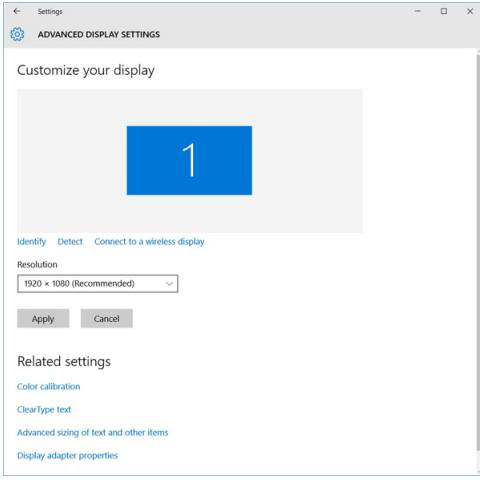 Settings
ADVANCED DISPLAY SETTINGS
Customize your display
1
Identify Detect Connect to a wireless display
Resolution
1920 × 1080 (Recommended)
Apply Cancel
Related settings
Color calibration
ClearType text
Advanced sizing of text and other items
Display adapter properties